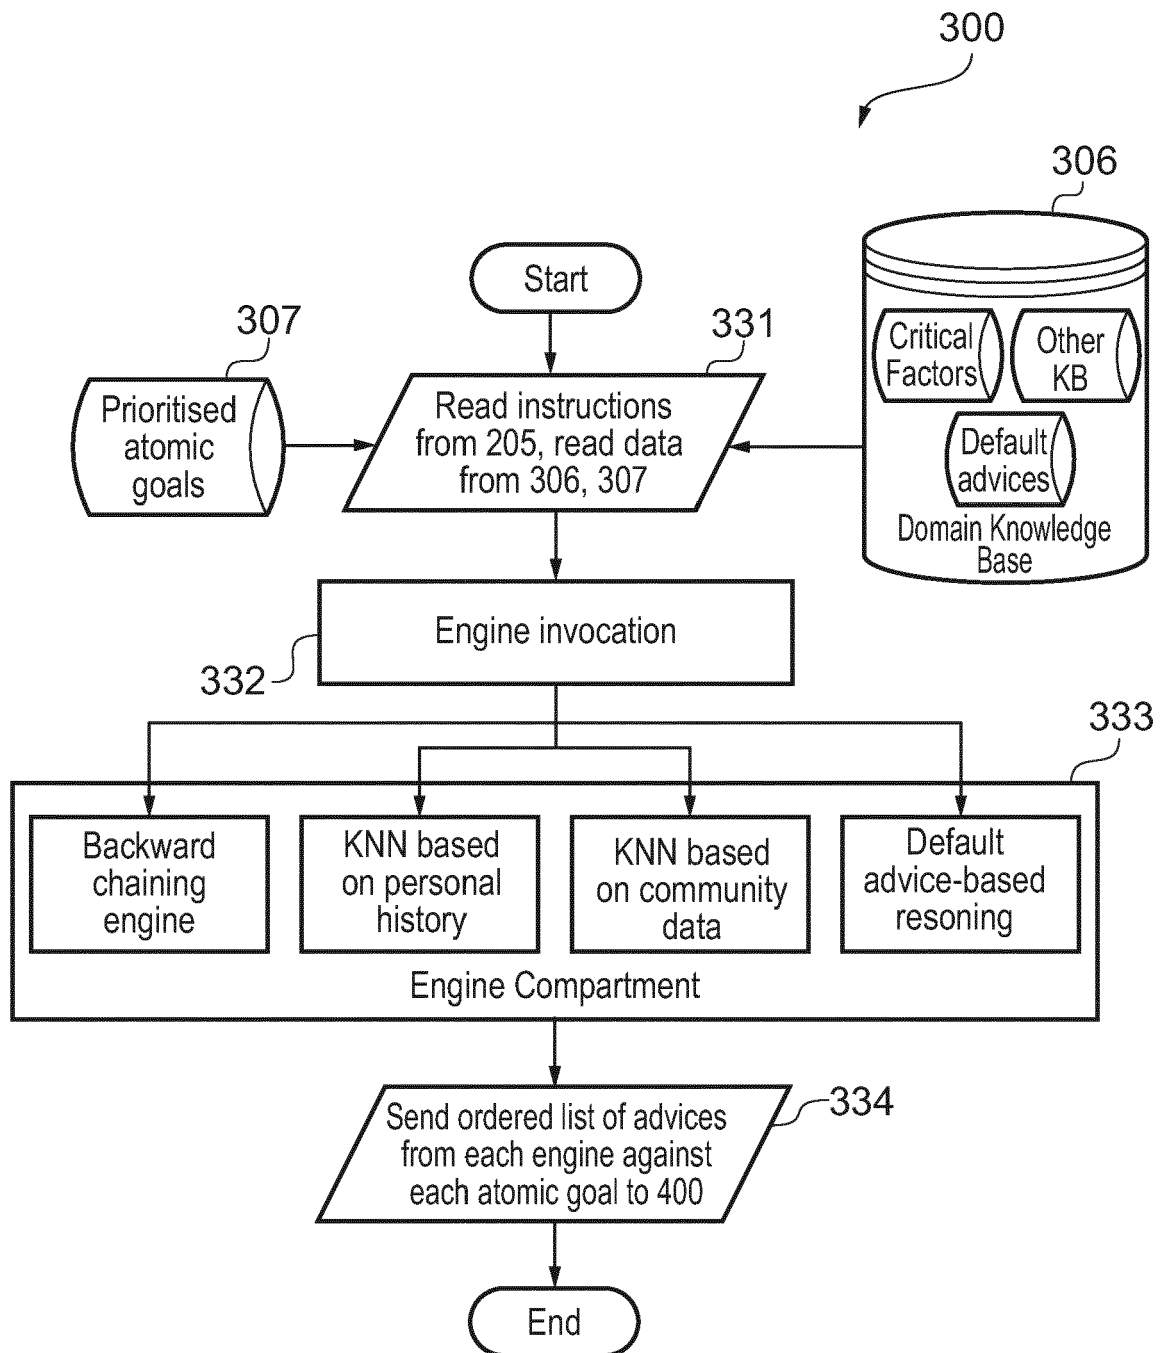 300
306
Start
Critical
Factors
Other
KB
Default
advices
Domain Knowledge
Base
307
331
Prioritised
atomic
goals
Read instructions
from 205, read data
from 306, 307
Engine invocation
332
333
Backward
chaining
engine
KNN based
on personal
history
KNN based
on community
data
Default
advice-based
resoning
Engine Compartment
Send ordered list of advices
from each engine against
each atomic goal to 400
334
End